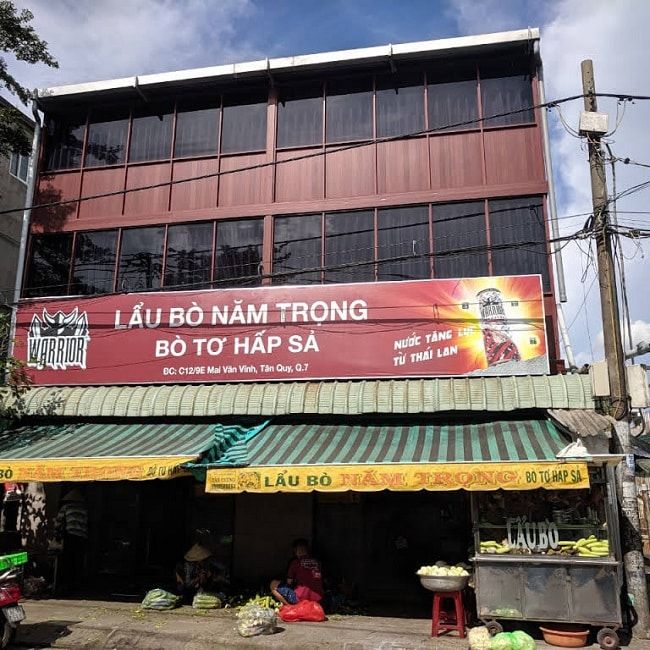 LẨU BÒ NĂM TRỌNG
BÒ TƠ HẤP SẢ
ĐC: C12/9E Mai Văn Vĩnh, Tân Quy, Q.7
WARRIOR
NƯỚC TĂNG LỰC
TỪ THÁI LAN
BÒ NĂM TRỌNG
LẨU BÒ NĂM TRỌNG BÒ TƠ HẤP SẢ
LẨU BÒ